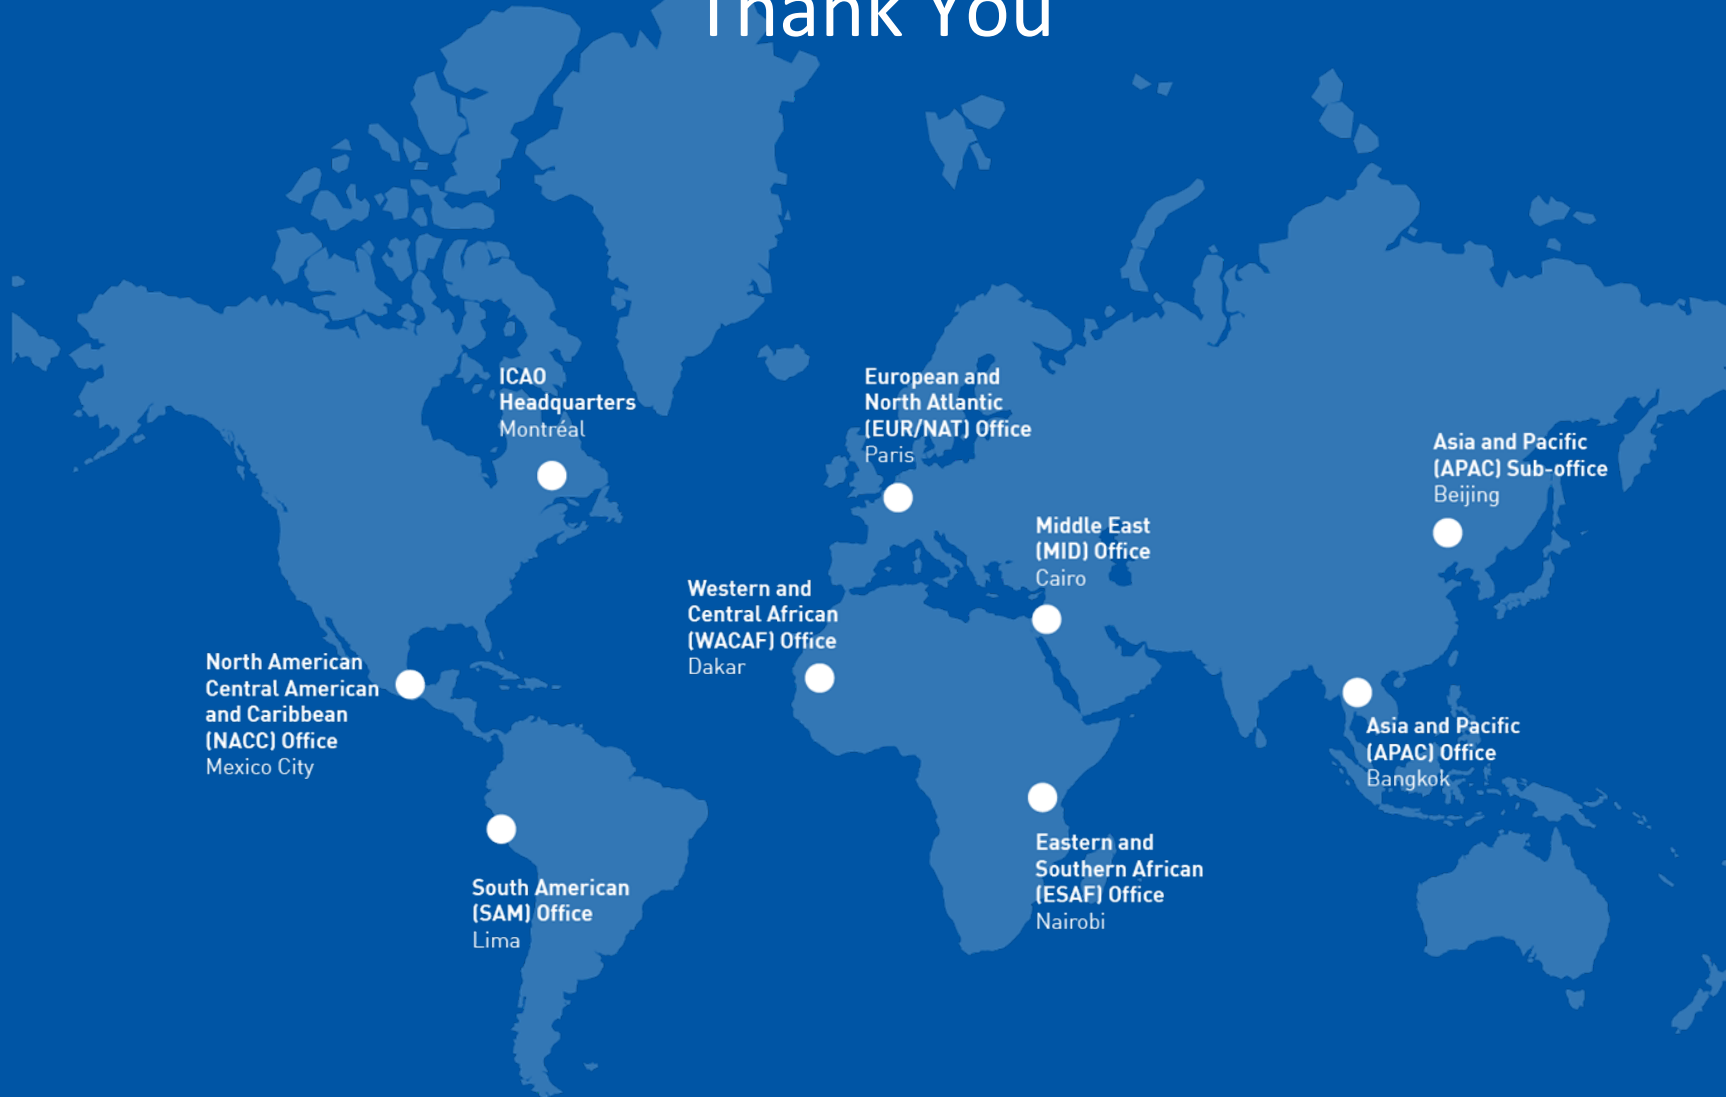 Thank You
ICAO
Headquarters
Montréal
European and
North Atlantic
(EUR/NAT) Office
Paris
Asia and Pacific
(APAC) Sub-office
Beijing
Middle East
(MID) Office
Cairo
Western and
Central African
(WACAF) Office
Dakar
North American
Central American
and Caribbean
(NACC) Office
Mexico City
Asia and Pacific
(APAC) Office
Bangkok
South American
(SAM) Office
Lima
Eastern and
Southern African
(ESAF) Office
Nairobi